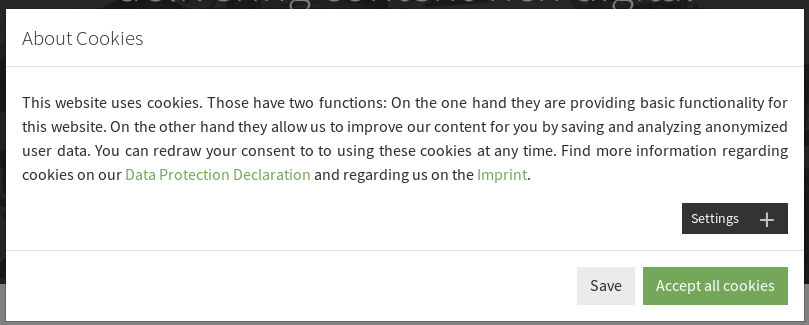 About Cookies
This website uses cookies. Those have two functions: On the one hand they are providing basic functionality for
this website. On the other hand they allow us to improve our content for you by saving and analyzing anonymized
user data. You can redraw your consent to to using these cookies at any time. Find more information regarding
cookies on our Data Protection Declaration and regarding us on the Imprint.
Settings
Save
Accept all cookies